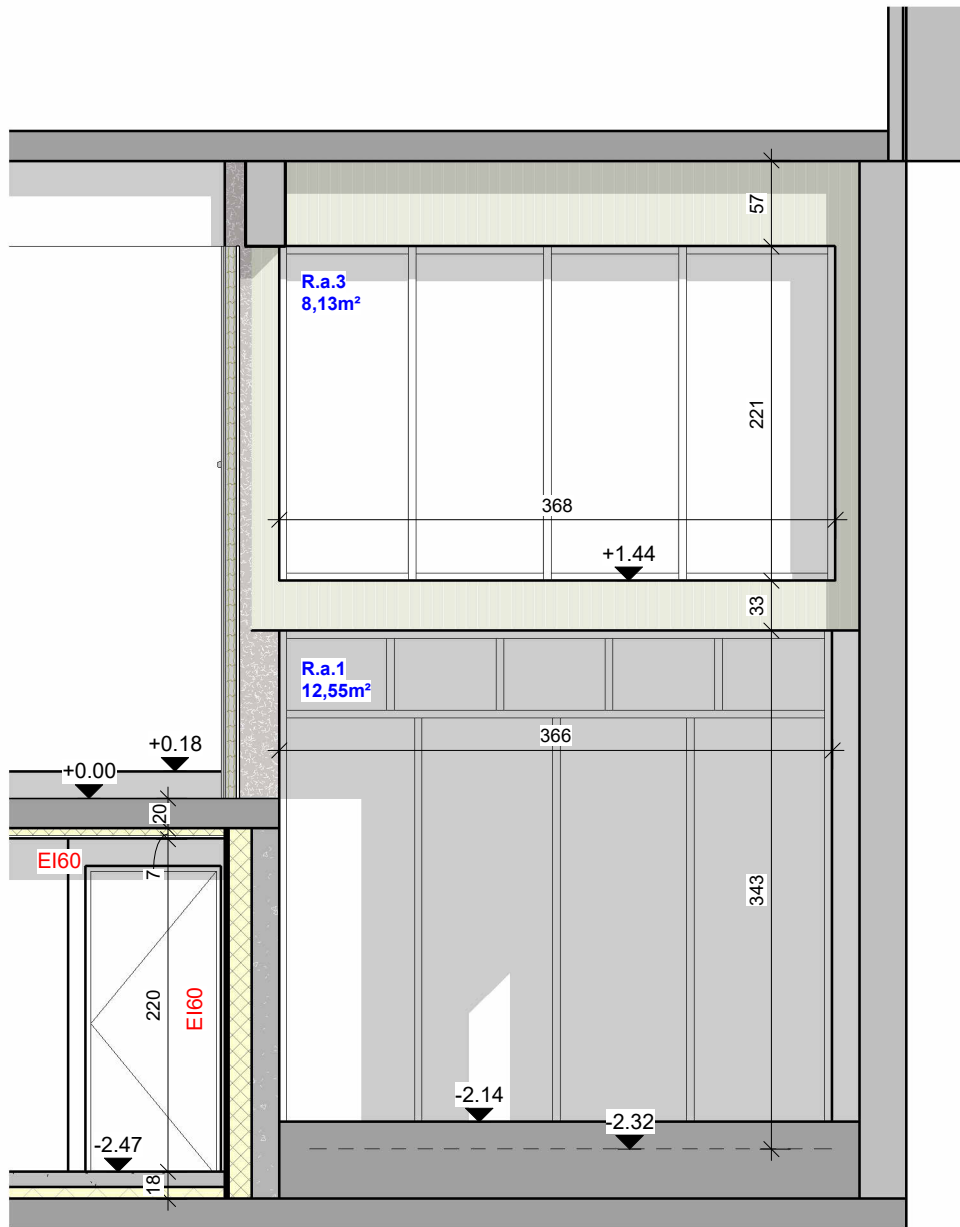 57
R.a.3
8,13m²
221
368
+1.44
33
R.a.1
12,55m²
366
+0.18
+0.00
20
EI60
7
343
220
EI60
-2.14
-2.32
-2.47
18